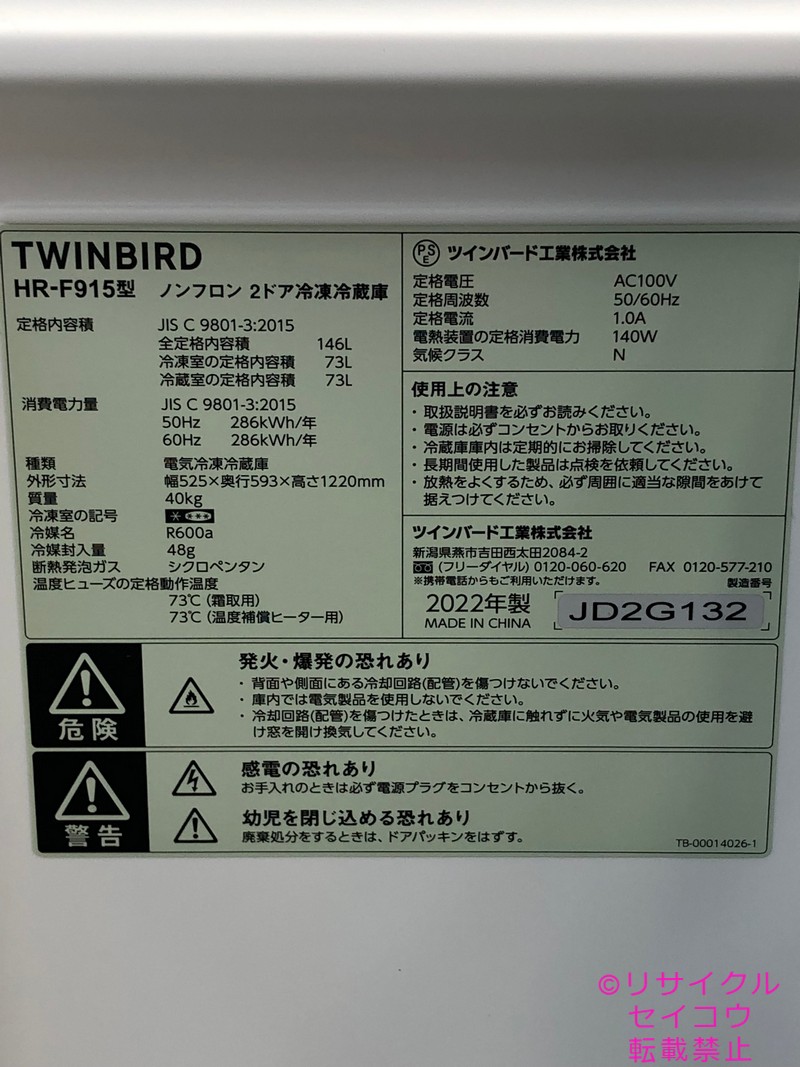 TWINBIRD
HR-F915型 ノンフロン 2ドア冷凍冷蔵庫
定格内容積 JIS C 9801-3:2015
全定格内容積 146L
冷凍室の定格内容積 73L
冷蔵室の定格内容積 73L
消費電力量 JIS C 9801-3:2015
50Hz 286kWh/年
60Hz 286kWh/年
種類 電気冷凍冷蔵庫
外形寸法 幅525×奥行593×高さ1220mm
質量 40kg
冷凍室の記号
冷媒名 R600a
冷媒封入量 48g
断熱発泡ガス シクロペンタン
温度ヒューズの定格動作温度
73℃(霜取用)
73℃(温度補償ヒーター用)
PSE ツインバード工業株式会社
定格電圧 AC100V
定格周波数 50/60Hz
定格電流 1.0A
電熱装置の定格消費電力 140W
気候クラス N
使用上の注意
・取扱説明書を必ずお読みください。
・電源は必ずコンセントからお取りください。
・冷蔵庫庫内は定期的にお掃除してください。
・長期間使用した製品は点検を依頼してください。
・放熱をよくするため、必ず周囲に適当な隙間をあけて
据えつけてください。
ツインバード工業株式会社
新潟県燕市吉田西太田2084-2
(フリーダイヤル) 0120-060-620 FAX 0120-577-210
※携帯電話からもご利用いただけます。 製造番号
2022年製 JD2G132
MADE IN CHINA
危険
発火・爆発の恐れあり
・背面や側面にある冷却回路(配管)を傷つけないでください。
・庫内では電気製品を使用しないでください。
・冷却回路(配管)を傷つけたときは、冷蔵庫に触れずに火気や電気製品の使用を避
け窓を開け換気してください。
警告
感電の恐れあり
お手入れのときは必ず電源プラグをコンセントから抜く。
幼児を閉じ込める恐れあり
廃棄処分をするときは、ドアパッキンをはずす。
TB-00014026-1
©リサイクル
セイコウ
転載禁止